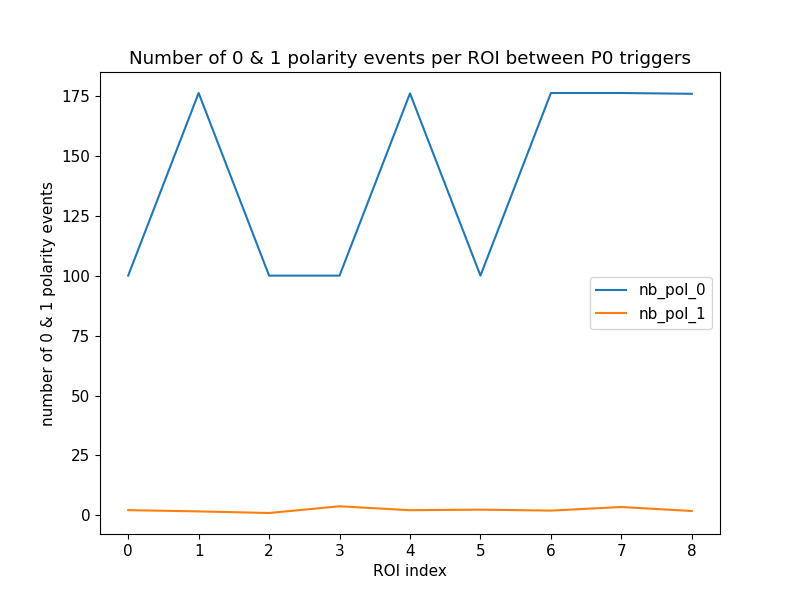 Number of 0 & 1 polarity events per ROI between P0 triggers
number of 0 & 1 polarity events
175
150
125
100
75
50
25
0
nb_pol_0
nb_pol_1
0 1 2 3 4 5 6 7 8
ROI index